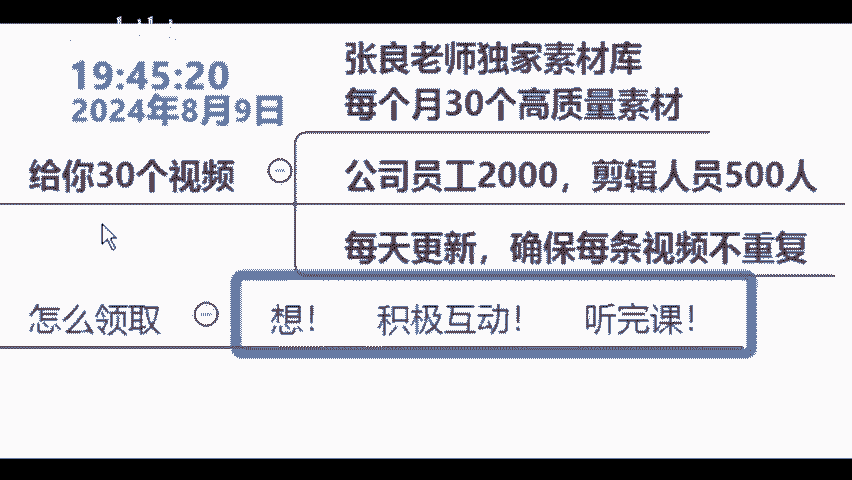 19:45:20
2024年8月9日
张良老师独家素材库
每个月30个高质量素材
给你30个视频
公司员工2000，剪辑人员500人
每天更新，确保每条视频不重复
怎么领取
想！ 积极互动！ 听完课！